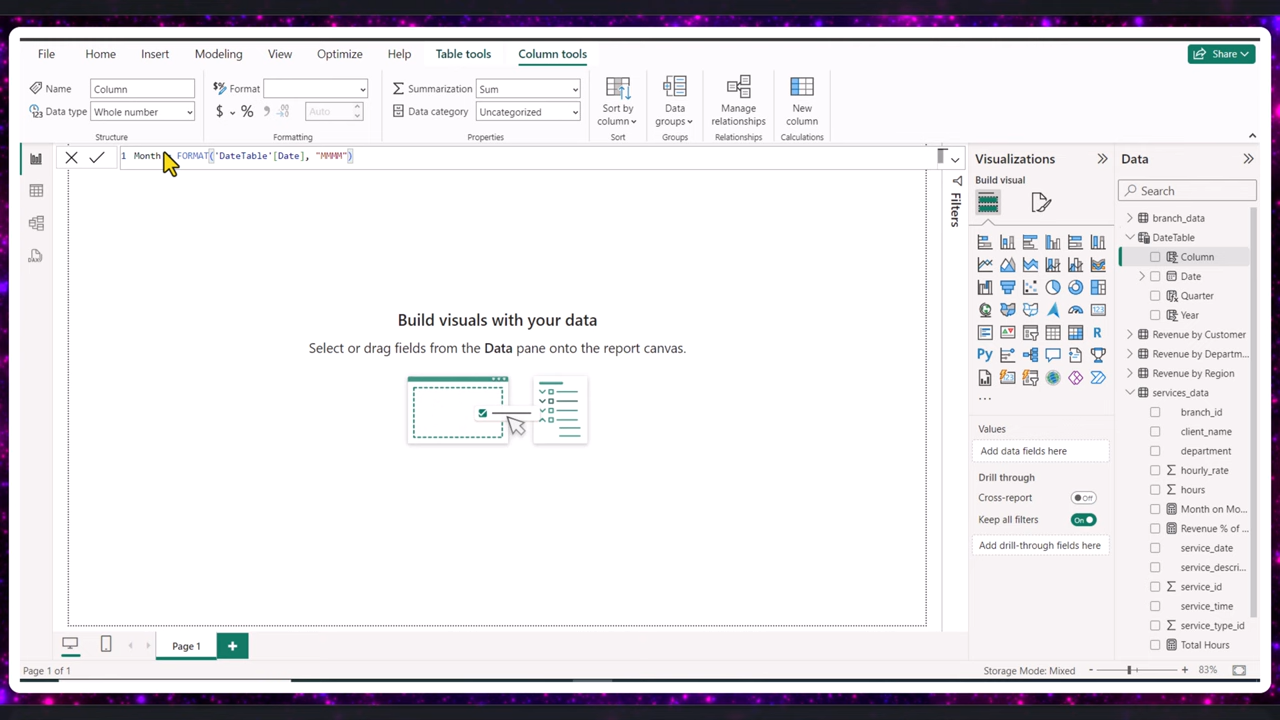 File Home Insert Modeling View Optimize Help Table tools Column tools Share
Name Column Format Summarization Sum Sort by column Data groups Manage relationships New column
Data type Whole number $ % Auto Data category Uncategorized
Structure Formatting Properties Sort Groups Relationships Calculations
1 Month = FORMAT('DateTable'[Date], "MMMM")
Filters
Build visuals with your data
Select or drag fields from the Data pane onto the report canvas.
Visualizations
Build visual
R
Py
123
...
Values
Add data fields here
Drill through
Cross-report Off
Keep all filters On
Add drill-through fields here
Data
Search
branch_data
DateTable
Column
Date
Quarter
Year
Revenue by Customer
Revenue by Departm...
Revenue by Region
services_data
branch_id
client_name
department
hourly_rate
hours
Month on Mo...
Revenue % of ...
service_date
service_descri...
service_id
service_time
service_type_id
Total Hours
Page 1
Page 1 of 1
Storage Mode: Mixed - + 83%